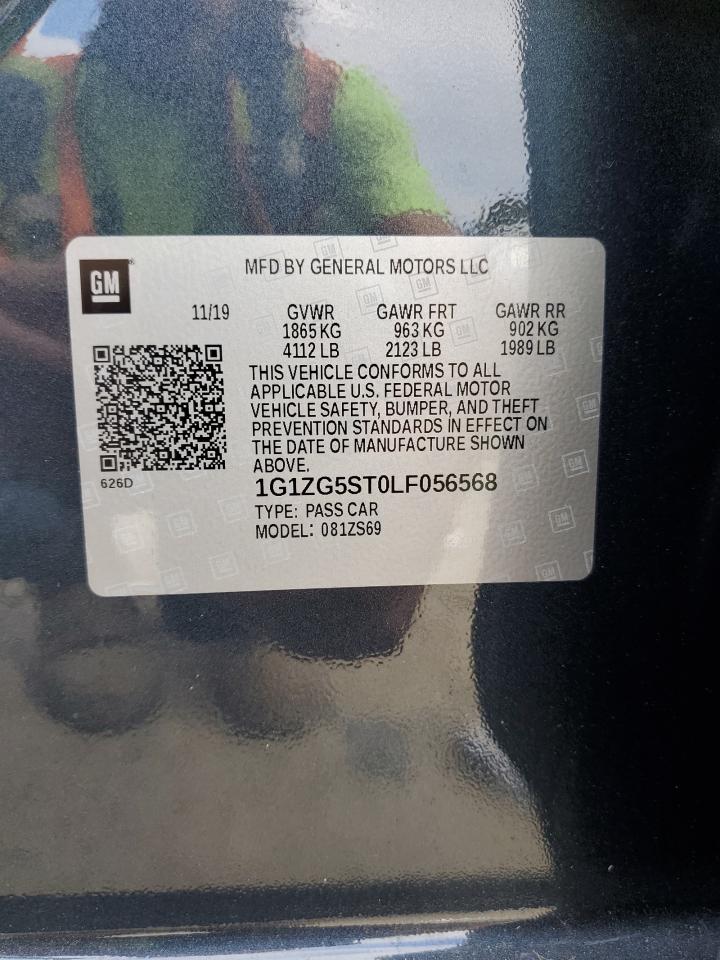 GM
MFD BY GENERAL MOTORS LLC
11/19 GVWR GAWR FRT GAWR RR
1865 KG 963 KG 902 KG
4112 LB 2123 LB 1989 LB
THIS VEHICLE CONFORMS TO ALL
APPLICABLE U.S. FEDERAL MOTOR
VEHICLE SAFETY, BUMPER, AND THEFT
PREVENTION STANDARDS IN EFFECT ON
THE DATE OF MANUFACTURE SHOWN
ABOVE.
626D
1G1ZG5ST0LF056568
TYPE: PASS CAR
MODEL: 081ZS69